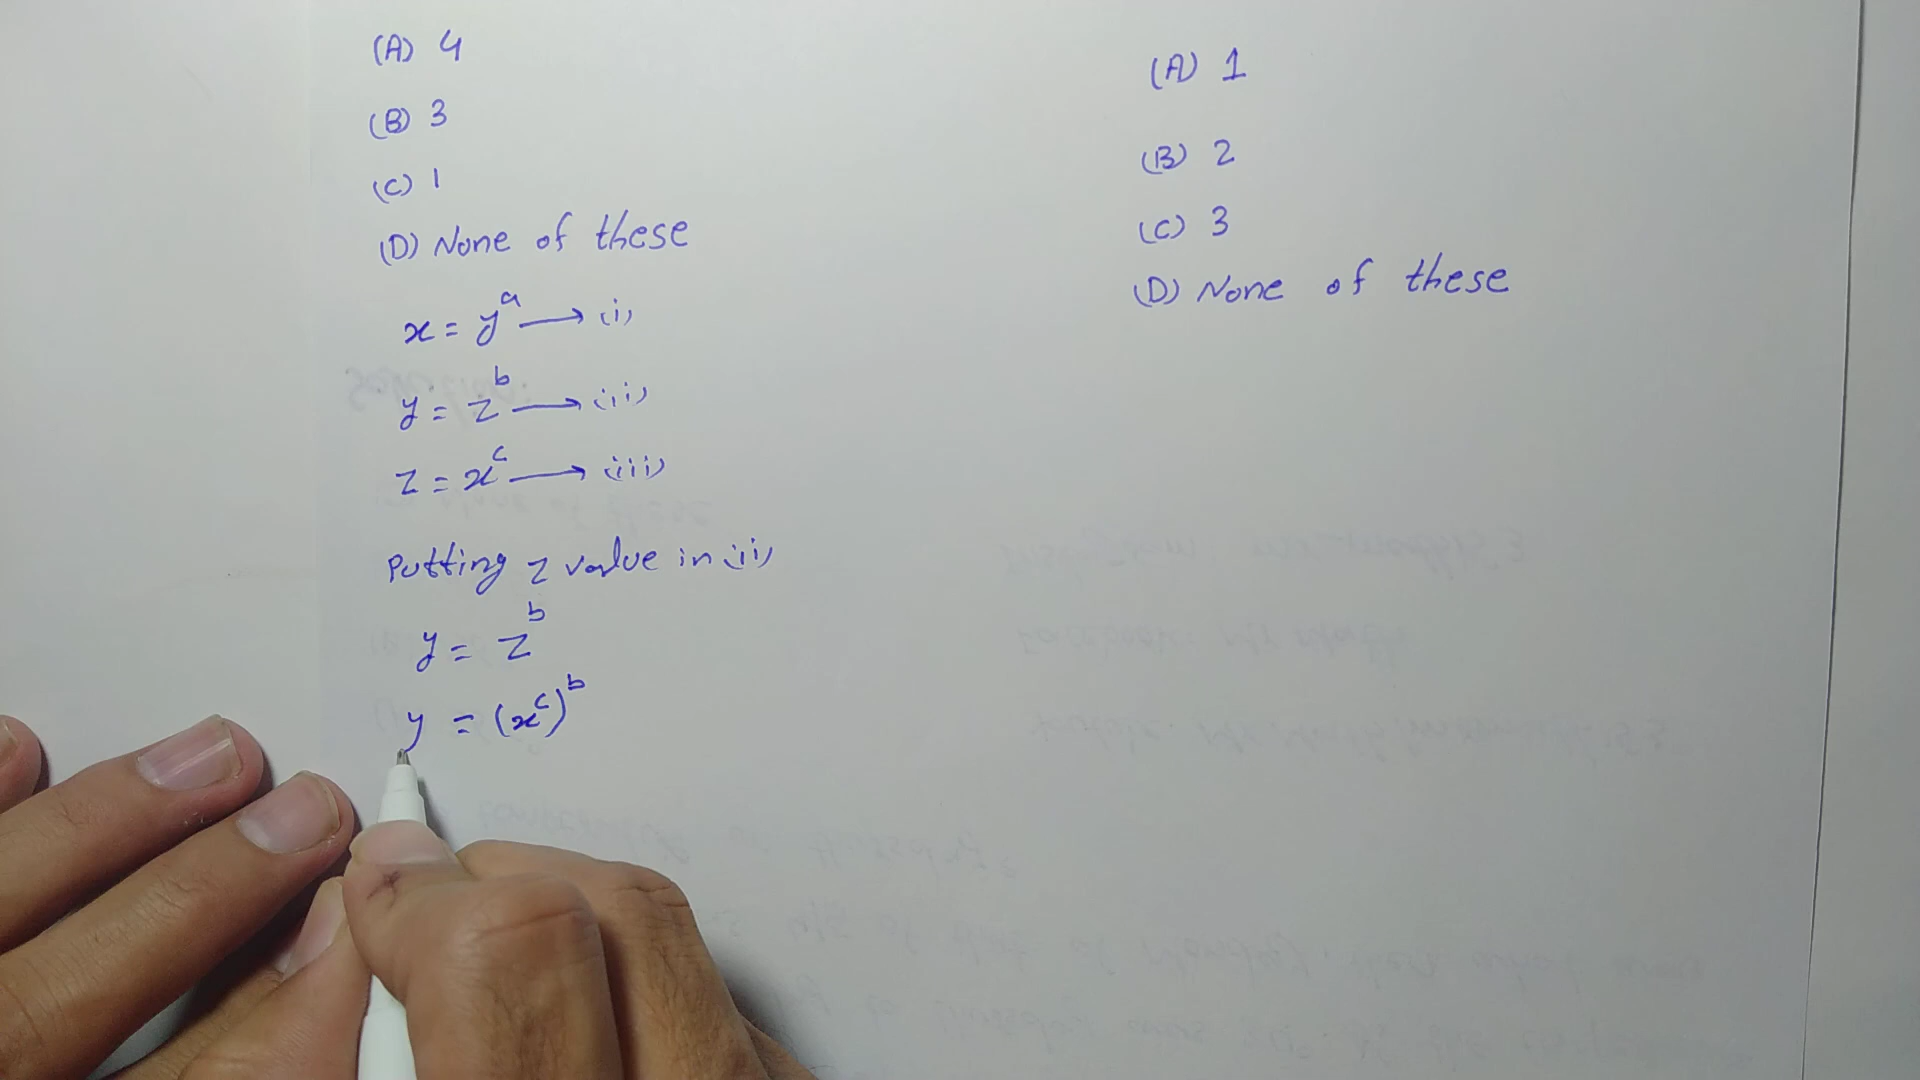 (A) 4
(B) 3
(C) 1
(D) None of these
x = y^a → (i)
y = z^b → (ii)
z = x^c → (iii)
Putting z value in (ii)
y = z^b
y = (x^c)^b
(A) 1
(B) 2
(C) 3
(D) None of these